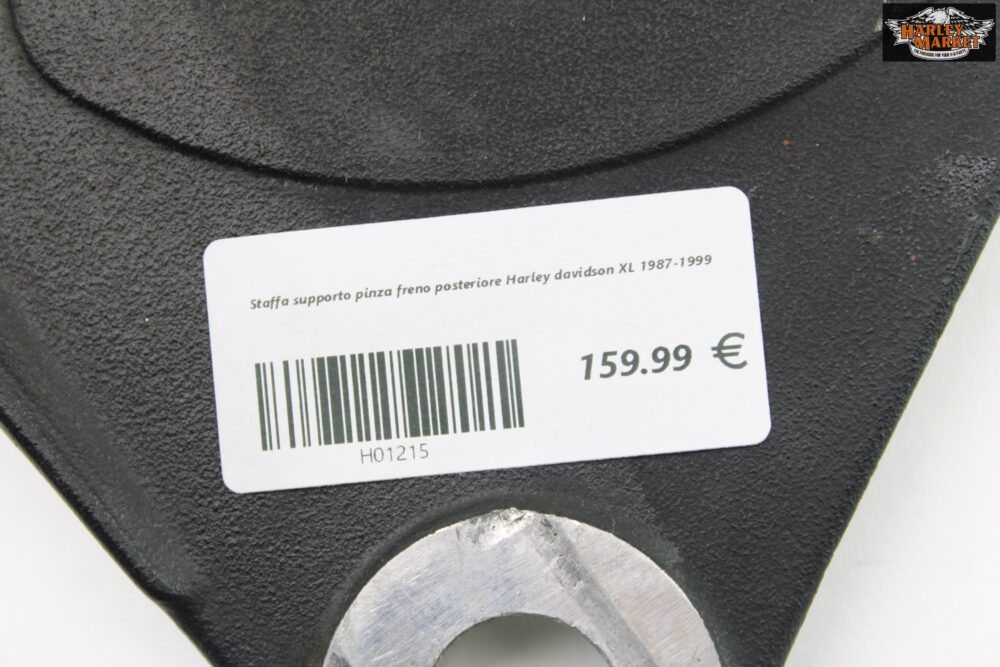 HARLEY
MARKET
Staffa supporto pinza freno posteriore Harley davidson XL 1987-1999
159.99 €
H01215